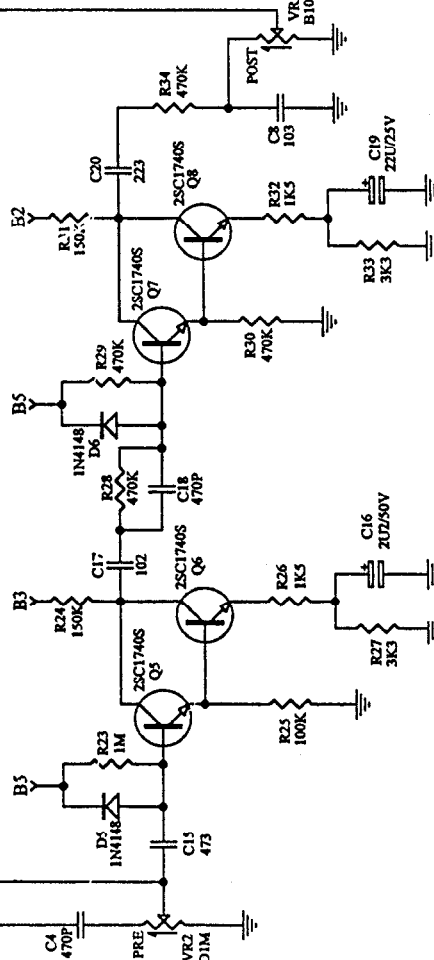 VR
B10
POST
R34
470K
C8
103
C20
223
B2
150K
2SC1740S
Q8
R32
1K5
C19
22U/25V
R33
3K3
2SC1740S
Q7
R30
470K
R29
470K
B5
1N4148
D6
R28
470K
C18
470P
C17
102
B3
R24
150K
2SC1740S
Q6
R26
1K5
C16
2U2/50V
R27
3K3
2SC1740S
Q5
R25
100K
R23
1M
B5
D5
1N4148
C15
473
C4
470P
PRE
VR2